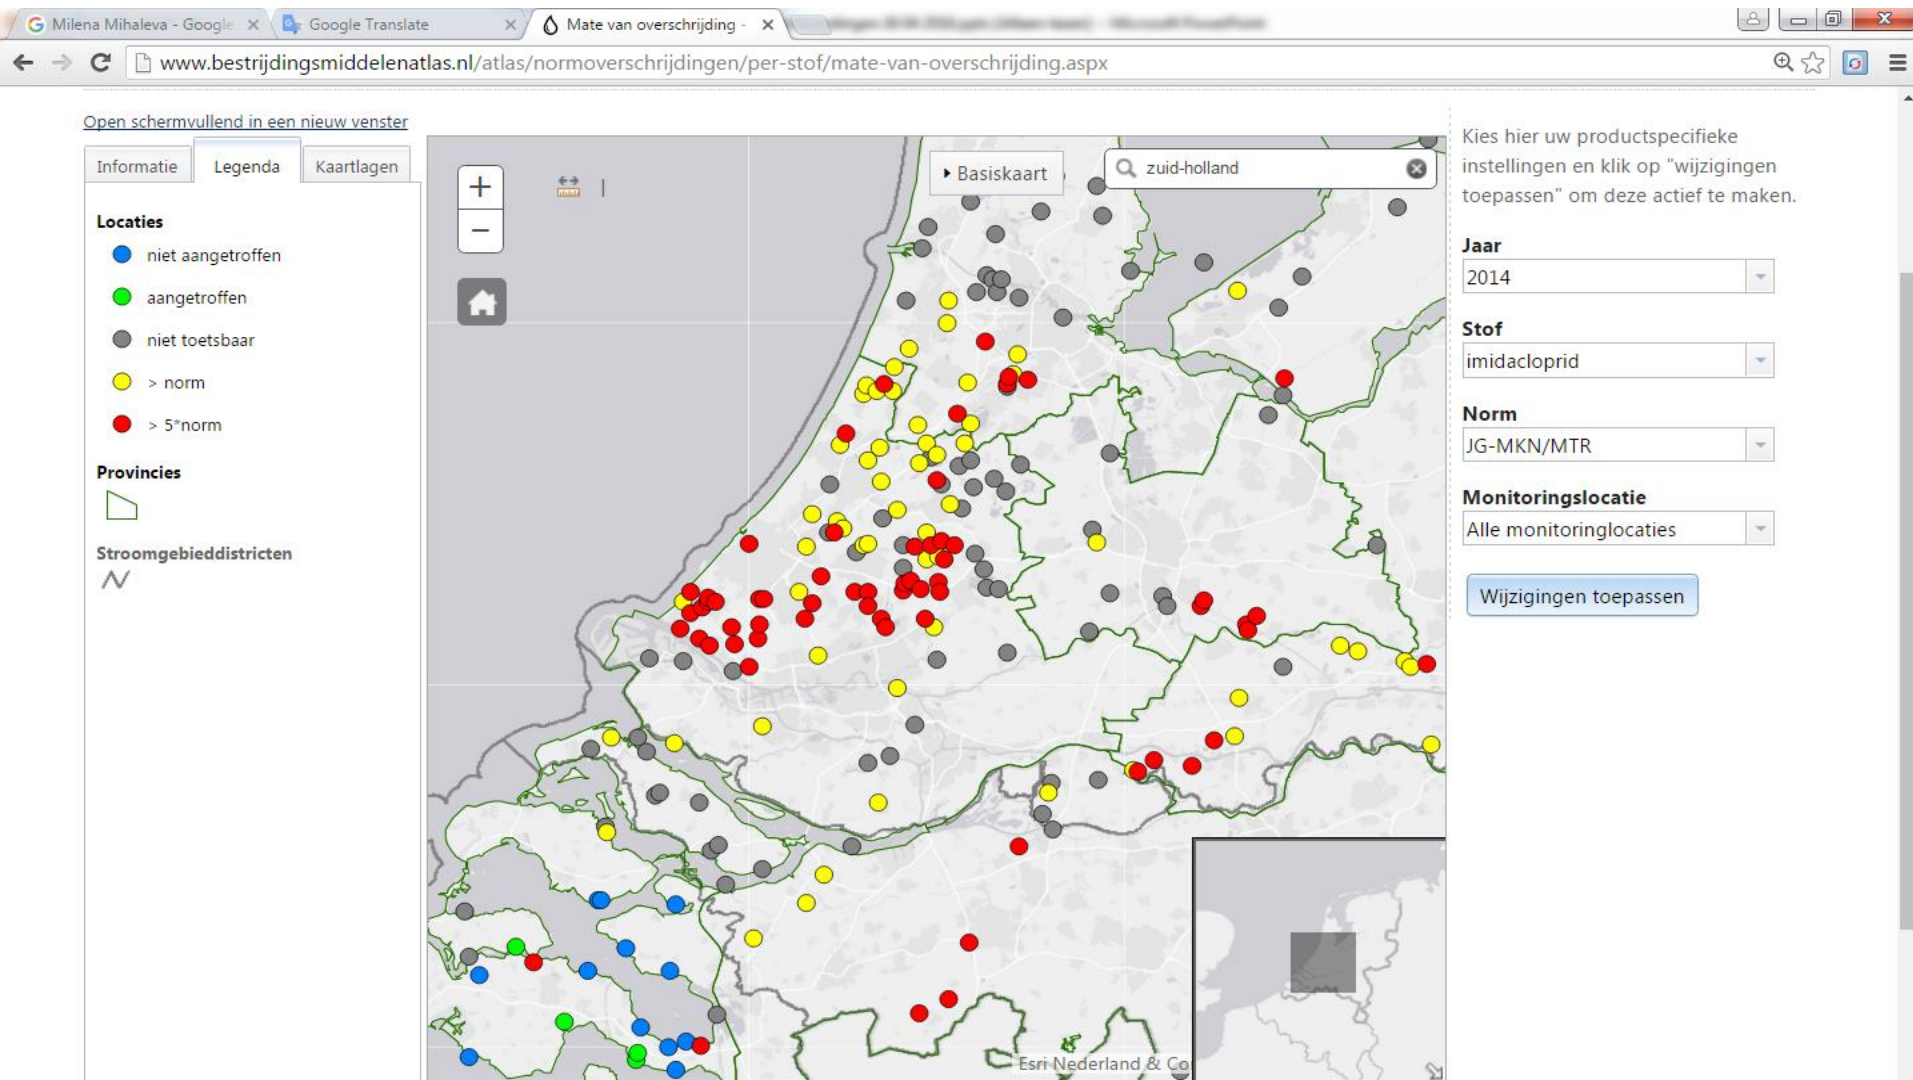 Milena Mihaleva - Google
Google Translate
Mate van overschrijding -
www.bestrijdingsmiddelenatlas.nl/atlas/normoverschrijdingen/per-stof/mate-van-overschrijding.aspx
Open schermvullend in een nieuw venster
Informatie
Legenda
Kaartlagen
Locaties
niet aangetroffen
aangetroffen
niet toetsbaar
> norm
> 5*norm
Provincies
Stroomgebieddistricten
+
−
Basiskaart
zuid-holland
Esri Nederland & Co
Kies hier uw productspecifieke
instellingen en klik op "wijzigingen
toepassen" om deze actief te maken.
Jaar
2014
Stof
imidacloprid
Norm
JG-MKN/MTR
Monitoringslocatie
Alle monitoringlocaties
Wijzigingen toepassen